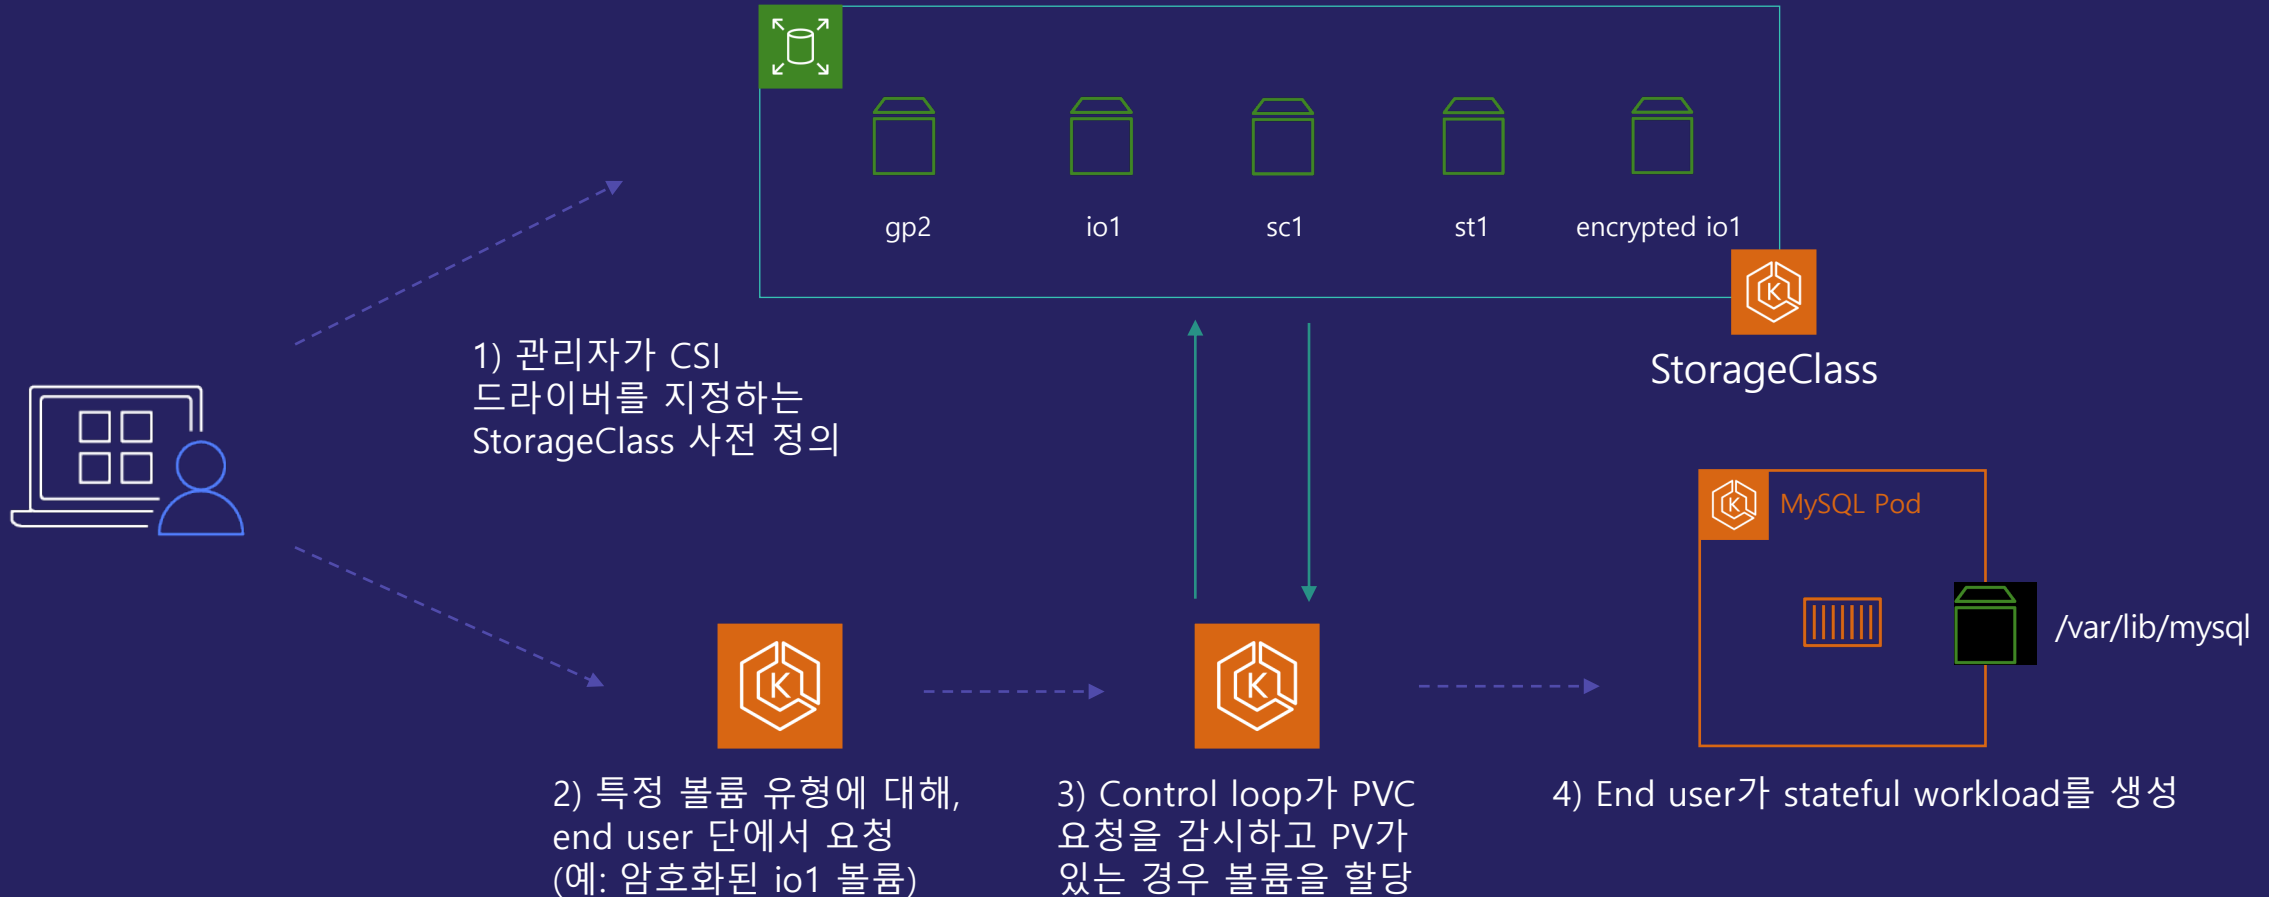 gp2
io1
sc1
st1
encrypted io1
StorageClass
1) 관리자가 CSI
드라이버를 지정하는
StorageClass 사전 정의
MySQL Pod
/var/lib/mysql
2) 특정 볼륨 유형에 대해,
end user 단에서 요청
(예: 암호화된 io1 볼륨)
3) Control loop가 PVC
요청을 감시하고 PV가
있는 경우 볼륨을 할당
4) End user가 stateful workload를 생성